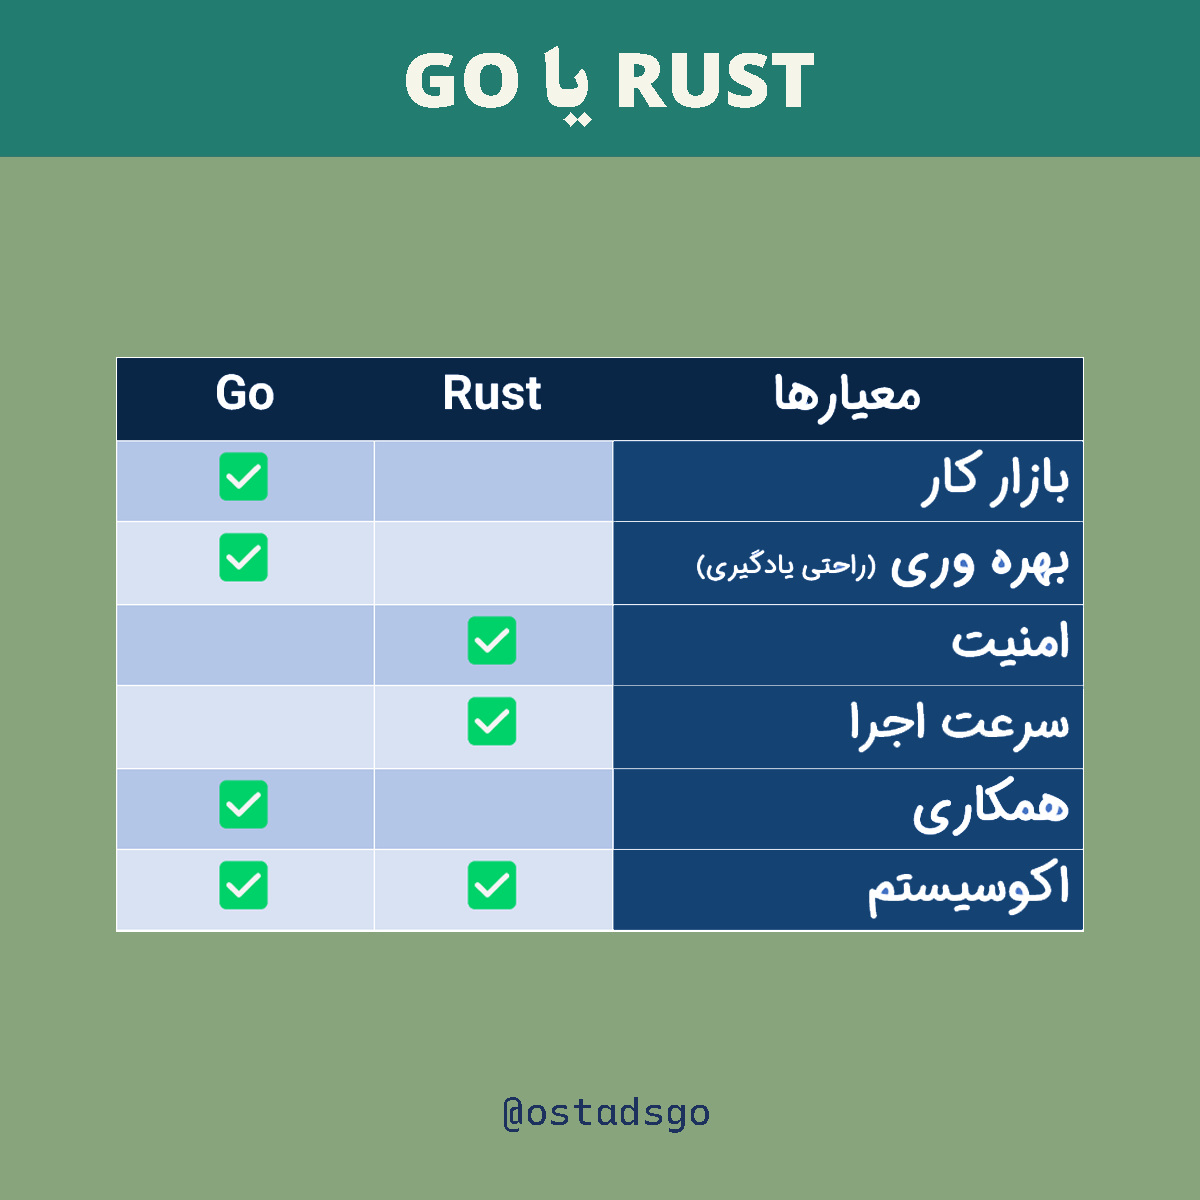 GO یا RUST
معیارها Rust Go
بازار کار
بهره وری (راحتی یادگیری)
امنیت
سرعت اجرا
همکاری
اکوسیستم
@ostadsgo